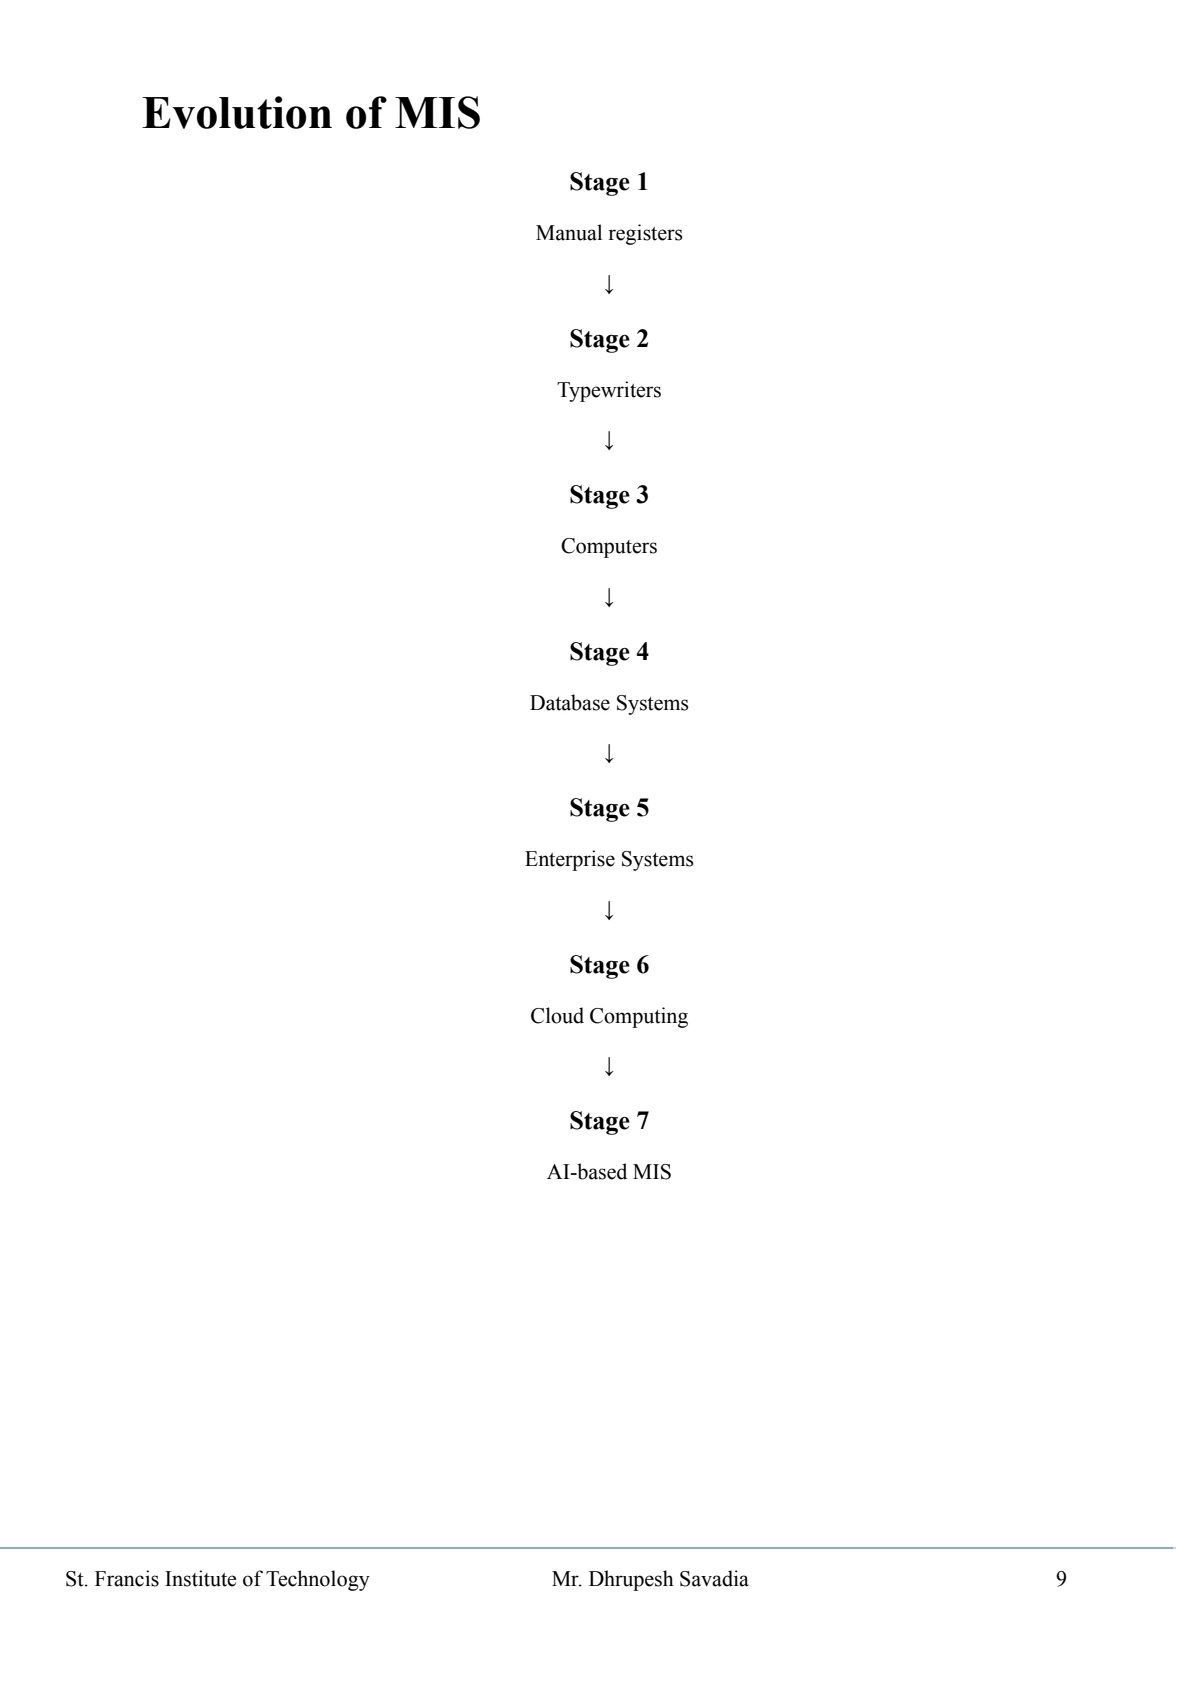 Evolution of MIS
Stage 1
Manual registers
↓
Stage 2
Typewriters
↓
Stage 3
Computers
↓
Stage 4
Database Systems
↓
Stage 5
Enterprise Systems
↓
Stage 6
Cloud Computing
↓
Stage 7
AI-based MIS
St. Francis Institute of Technology Mr. Dhrupesh Savadia 9